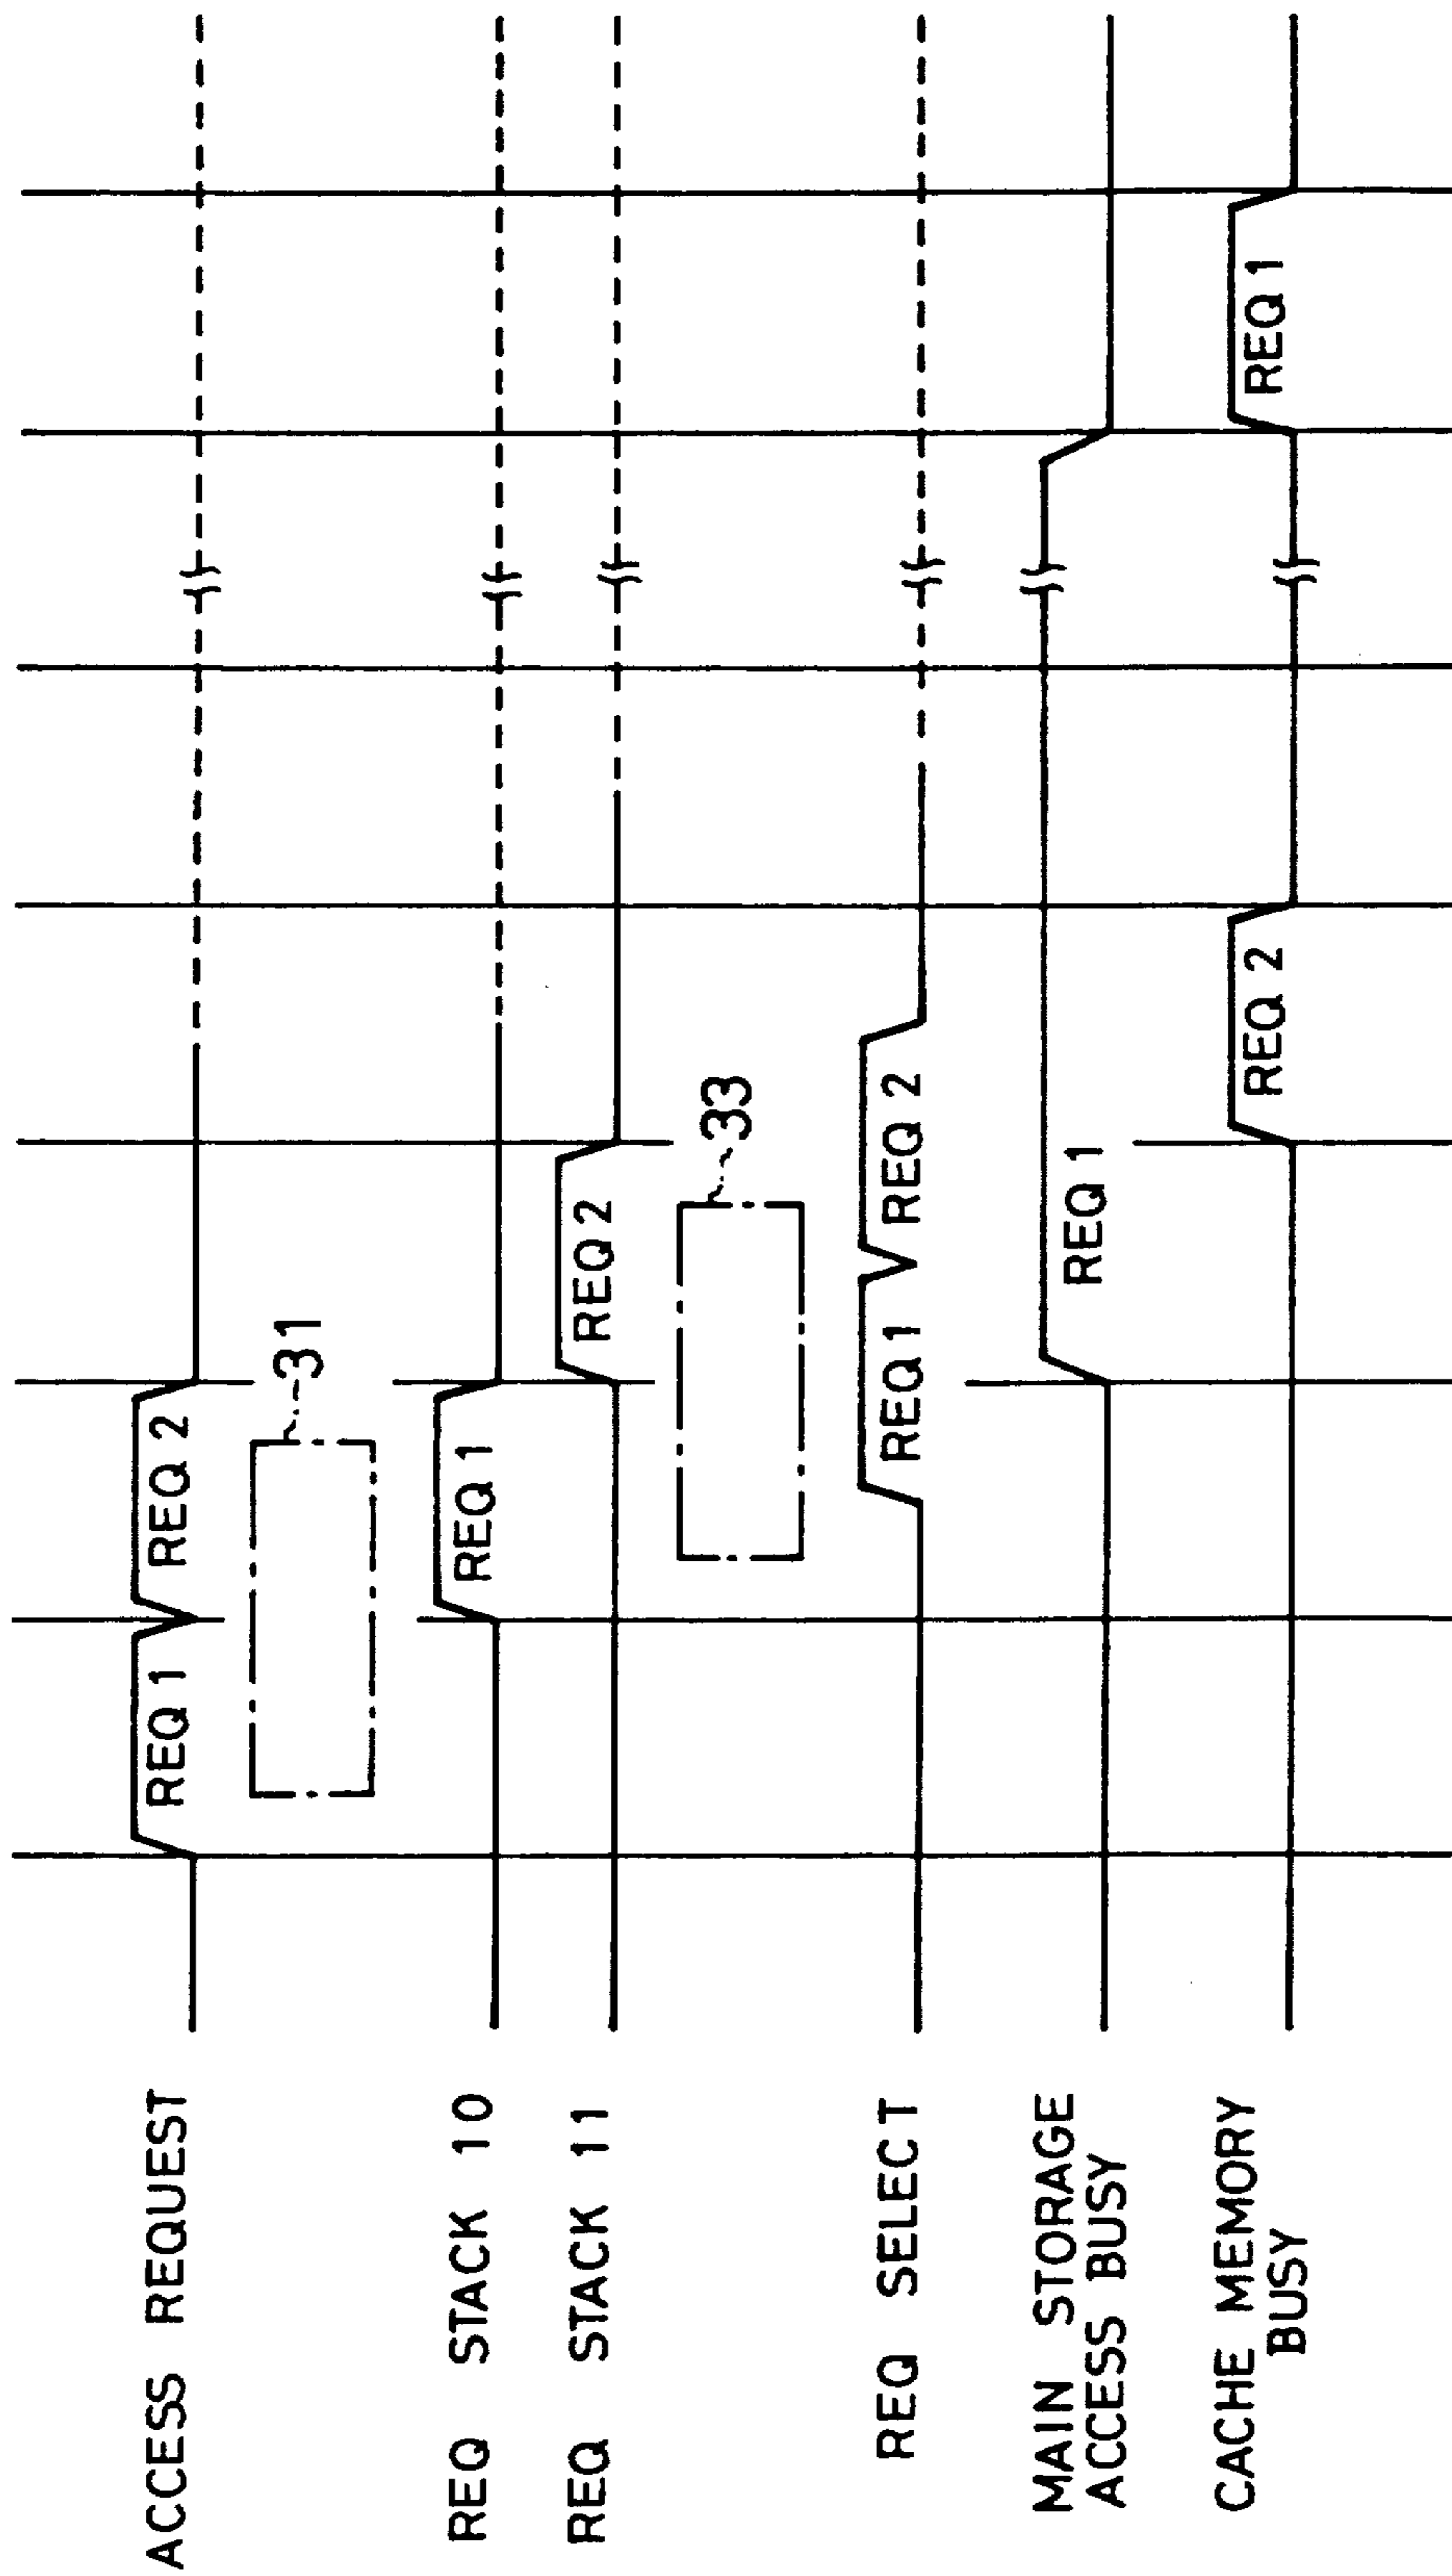 ACCESS REQUEST
REQ 1 REQ 2
31
REQ STACK 10
REQ 1
REQ STACK 11
REQ 2
33
REQ SELECT
REQ 1 REQ 2
MAIN STORAGE
ACCESS BUSY
REQ 1
CACHE MEMORY
BUSY
REQ 2
REQ 1